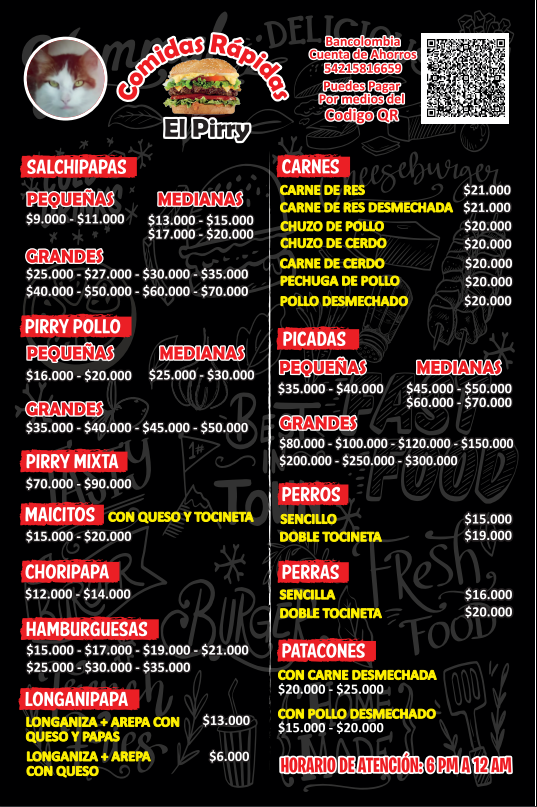 Comidas Rápidas
El Pirry
Bancolombia
Cuenta de Ahorros
54215816659
Puedes Pagar
Por medios del
Codigo QR
SALCHIPAPAS
PEQUEÑAS MEDIANAS
$9.000 - $11.000 $13.000 - $15.000
$17.000 - $20.000
GRANDES
$25.000 - $27.000 - $30.000 - $35.000
$40.000 - $50.000 - $60.000 - $70.000
PIRRY POLLO
PEQUEÑAS MEDIANAS
$16.000 - $20.000 $25.000 - $30.000
GRANDES
$35.000 - $40.000 - $45.000 - $50.000
PIRRY MIXTA
$70.000 - $90.000
MAICITOS CON QUESO Y TOCINETA
$15.000 - $20.000
CHORIPAPA
$12.000 - $14.000
HAMBURGUESAS
$15.000 - $17.000 - $19.000 - $21.000
$25.000 - $30.000 - $35.000
LONGANIPAPA
LONGANIZA + AREPA CON $13.000
QUESO Y PAPAS
LONGANIZA + AREPA $6.000
CON QUESO
CARNES
CARNE DE RES $21.000
CARNE DE RES DESMECHADA $21.000
CHUZO DE POLLO $20.000
CHUZO DE CERDO $20.000
CARNE DE CERDO $20.000
PECHUGA DE POLLO $20.000
POLLO DESMECHADO $20.000
PICADAS
PEQUEÑAS MEDIANAS
$35.000 - $40.000 $45.000 - $50.000
$60.000 - $70.000
GRANDES
$80.000 - $100.000 - $120.000 - $150.000
$200.000 - $250.000 - $300.000
PERROS
SENCILLO $15.000
DOBLE TOCINETA $19.000
PERRAS
SENCILLA $16.000
DOBLE TOCINETA $20.000
PATACONES
CON CARNE DESMECHADA
$20.000 - $25.000
CON POLLO DESMECHADO
$15.000 - $20.000
HORARIO DE ATENCIÓN: 6 PM A 12 AM